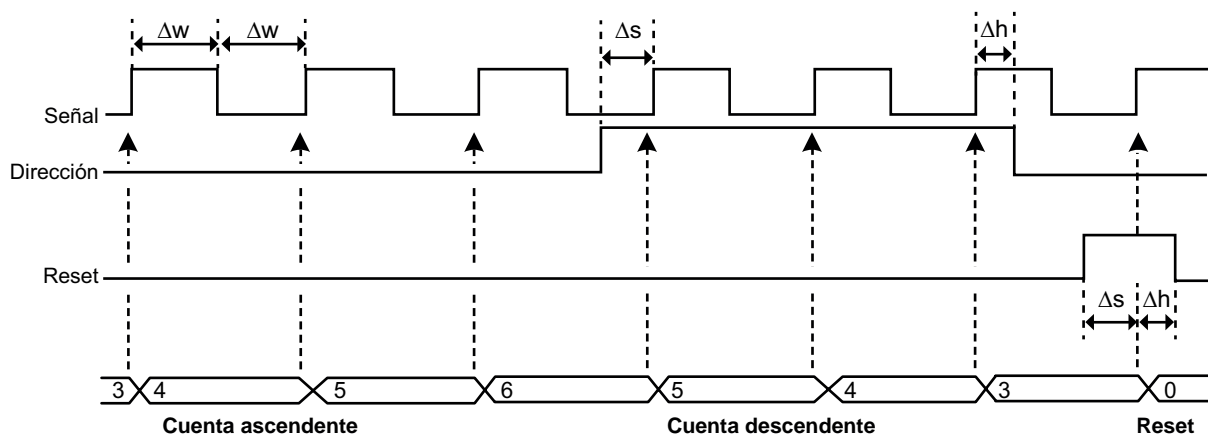 Δw Δw Δs Δh
Señal
Dirección
Reset
Δs Δh
3 4 5 6 5 4 3 0
Cuenta ascendente Cuenta descendente Reset